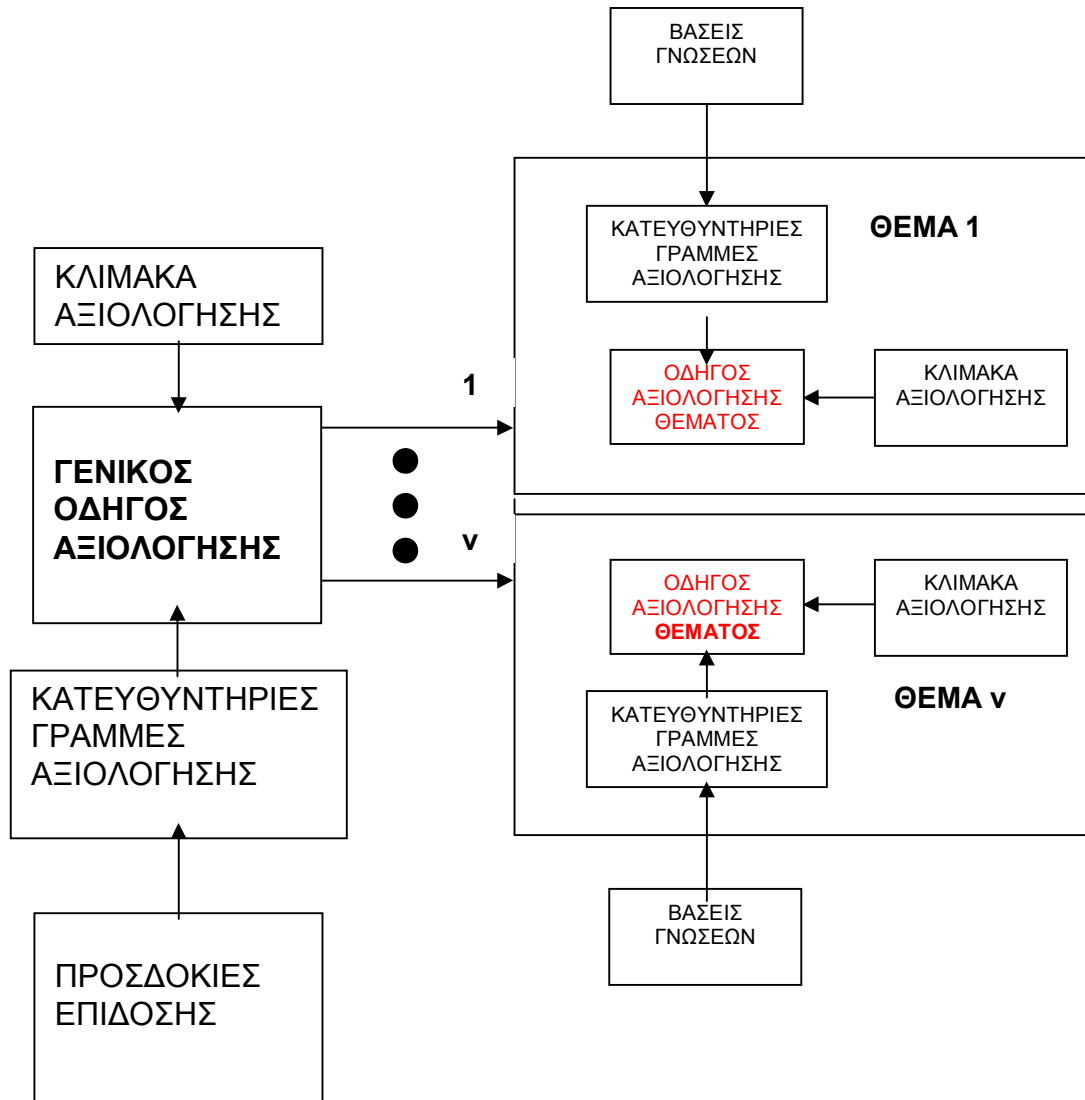 ΒΑΣΕΙΣ
ΓΝΩΣΕΩΝ
ΚΑΤΕΥΘΥΝΤΗΡΙΕΣ
ΓΡΑΜΜΕΣ
ΑΞΙΟΛΟΓΗΣΗΣ
ΘΕΜΑ 1
ΚΛΙΜΑΚΑ
ΑΞΙΟΛΟΓΗΣΗΣ
1
ΟΔΗΓΟΣ
ΑΞΙΟΛΟΓΗΣΗΣ
ΘΕΜΑΤΟΣ
ΚΛΙΜΑΚΑ
ΑΞΙΟΛΟΓΗΣΗΣ
ΓΕΝΙΚΟΣ
ΟΔΗΓΟΣ
ΑΞΙΟΛΟΓΗΣΗΣ
ν
ΟΔΗΓΟΣ
ΑΞΙΟΛΟΓΗΣΗΣ
ΘΕΜΑΤΟΣ
ΚΛΙΜΑΚΑ
ΑΞΙΟΛΟΓΗΣΗΣ
ΚΑΤΕΥΘΥΝΤΗΡΙΕΣ
ΓΡΑΜΜΕΣ
ΑΞΙΟΛΟΓΗΣΗΣ
ΚΑΤΕΥΘΥΝΤΗΡΙΕΣ
ΓΡΑΜΜΕΣ
ΑΞΙΟΛΟΓΗΣΗΣ
ΘΕΜΑ ν
ΒΑΣΕΙΣ
ΓΝΩΣΕΩΝ
ΠΡΟΣΔΟΚΙΕΣ
ΕΠΙΔΟΣΗΣ